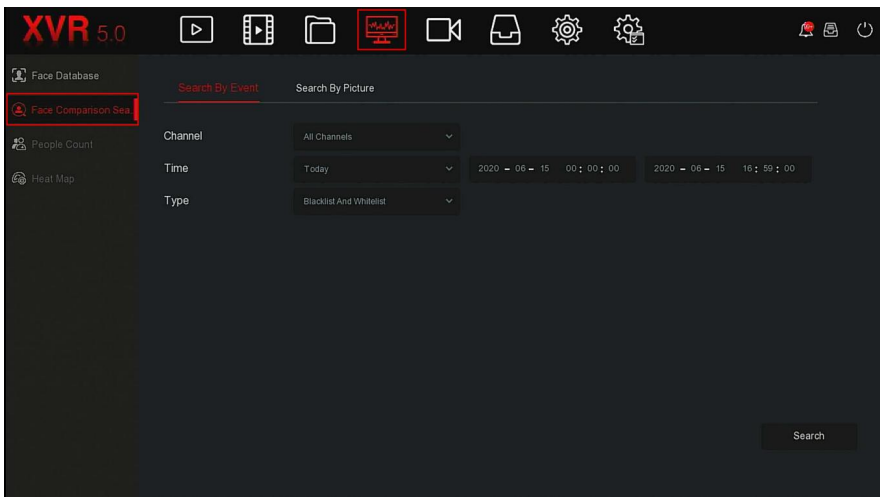 XVR 5.0
Face Database
Face Comparison Sea
People Count
Heat Map
Search By Event
Search By Picture
Channel
All Channels
Time
Today
2020 - 06 - 15 00 : 00 : 00
2020 - 06 - 15 16 : 59 : 00
Type
Blacklist And Whitelist
Search